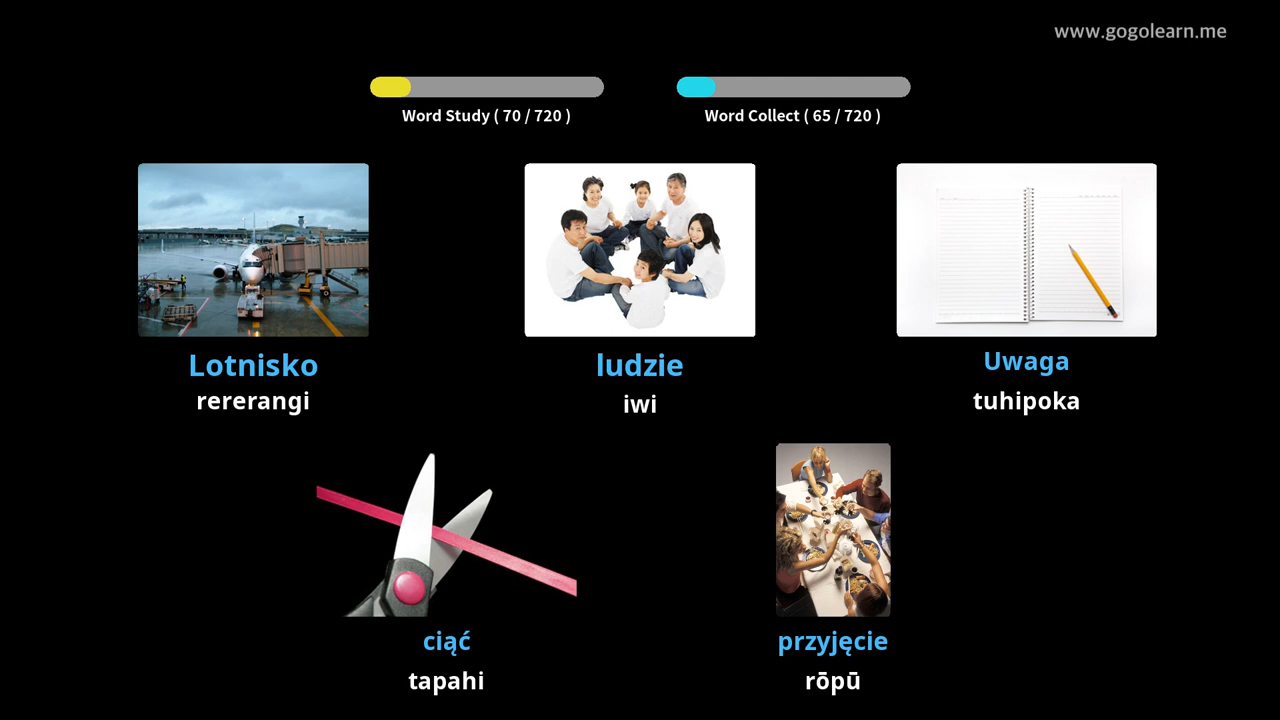 www.gogolearn.me
Word Study ( 70 / 720 )
Word Collect ( 65 / 720 )
Lotnisko
rererangi
ludzie
iwi
Uwaga
tuhipoka
ciąć
tapahi
przyjęcie
rōpū